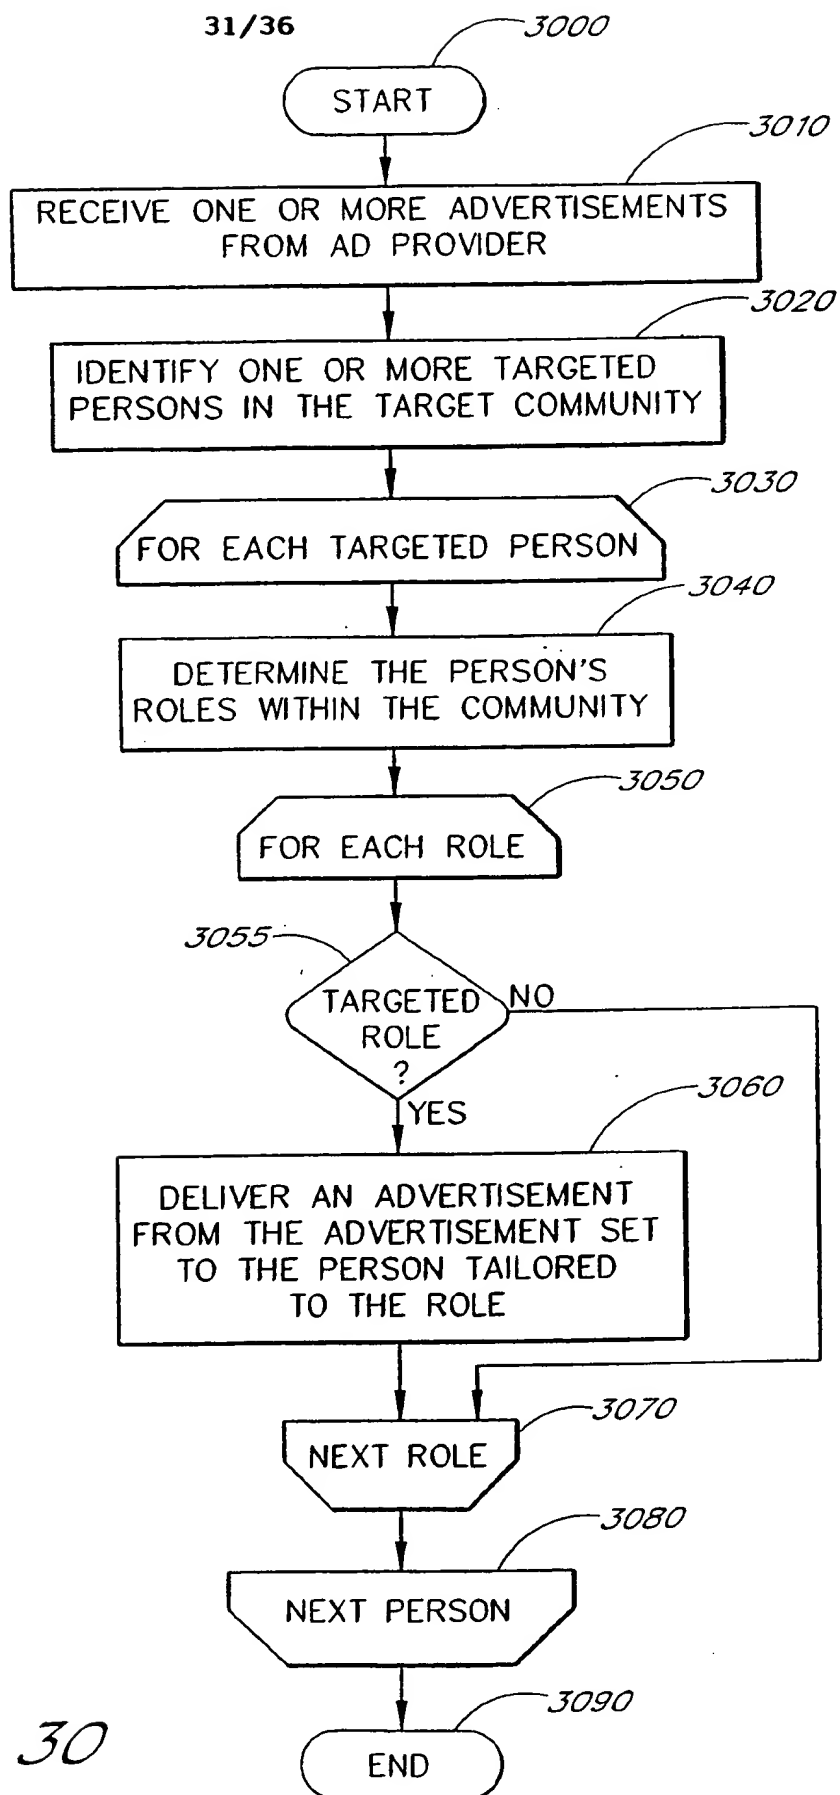 31/36
3000
START
3010
RECEIVE ONE OR MORE ADVERTISEMENTS
FROM AD PROVIDER
3020
IDENTIFY ONE OR MORE TARGETED
PERSONS IN THE TARGET COMMUNITY
3030
FOR EACH TARGETED PERSON
3040
DETERMINE THE PERSON'S
ROLES WITHIN THE COMMUNITY
3050
FOR EACH ROLE
3055
TARGETED
ROLE
?
NO
YES
3060
DELIVER AN ADVERTISEMENT
FROM THE ADVERTISEMENT SET
TO THE PERSON TAILORED
TO THE ROLE
3070
NEXT ROLE
3080
NEXT PERSON
3090
END
30